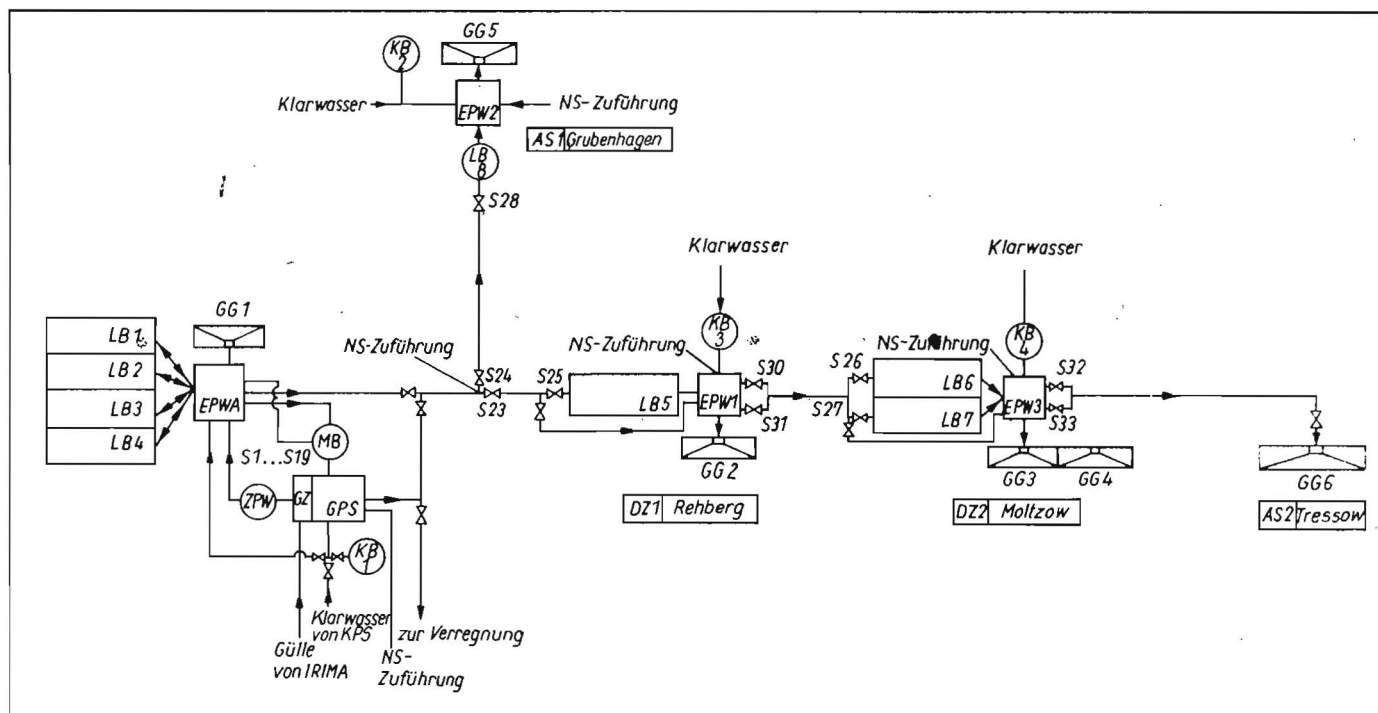 GG5
KB
2
Klarwasser
EPW2
NS-Zuführung
AS1 Grubenhagen
LB
8
S28
Klarwasser
Klarwasser
GG1
KB
3
KB
4
LB1
LB2
LB3
LB4
EPWA
NS-Zuführung
S24
S23
S25
LB5
NS-Zuführung
EPW1
S30
S31
S26
S27
NS-Zuführung
LB6
LB7
EPW3
S32
S33
MB
S1...S19
ZPW
GZ
GPS
KB
1
GG2
DZ1 Rehberg
GG3
GG4
DZ2 Moltzow
GG6
AS2 Tressow
Klarwasser
von KPS
zur Verregnung
Gülle
von IRIMA
NS-
Zuführung